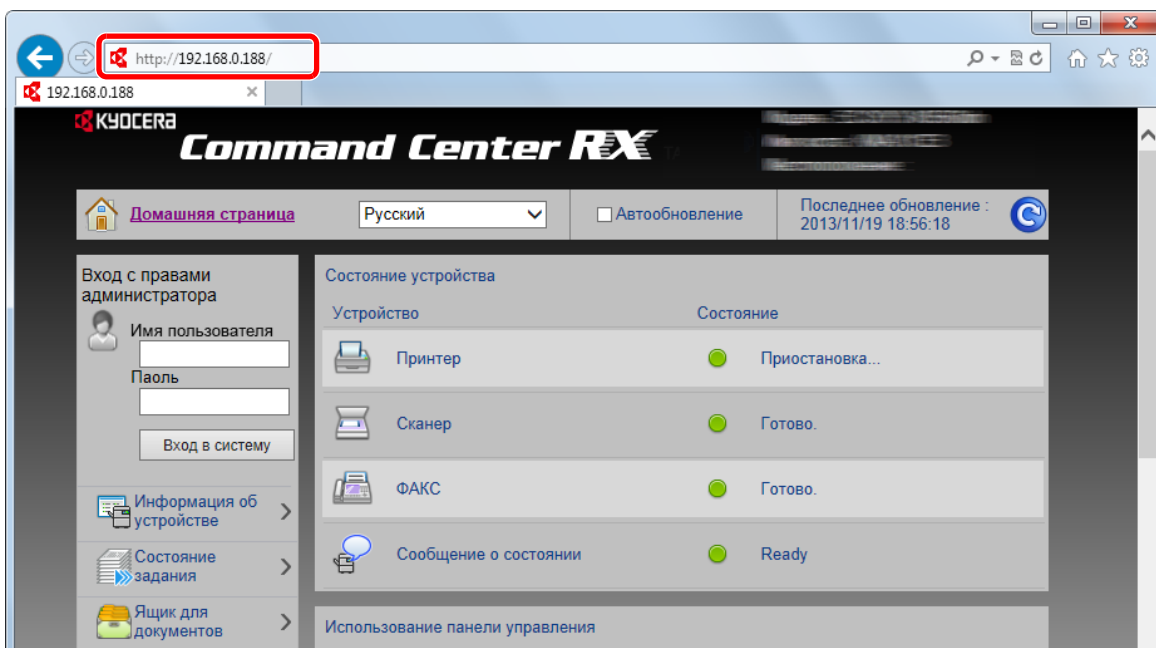 http://192.168.0.188/
192.168.0.188
KYOCERA
Command Center RX
Домашняя страница
Русский
Автообновление
Последнее обновление :
2013/11/19 18:56:18
Вход с правами
администратора
Имя пользователя
Паоль
Вход в систему
Информация об
устройстве
Состояние
задания
Ящик для
документов
Состояние устройства
Устройство Состояние
Принтер Приостановка...
Сканер Готово.
ФАКС Готово.
Сообщение о состоянии Ready
Использование панели управления